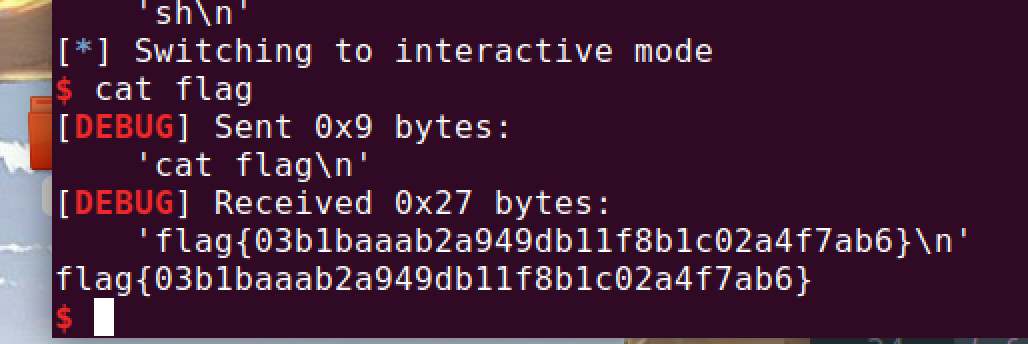 'sh\n'
[*] Switching to interactive mode
$ cat flag
[DEBUG] Sent 0x9 bytes:
'cat flag\n'
[DEBUG] Received 0x27 bytes:
'flag{03b1baaab2a949db11f8b1c02a4f7ab6}\n'
flag{03b1baaab2a949db11f8b1c02a4f7ab6}
$